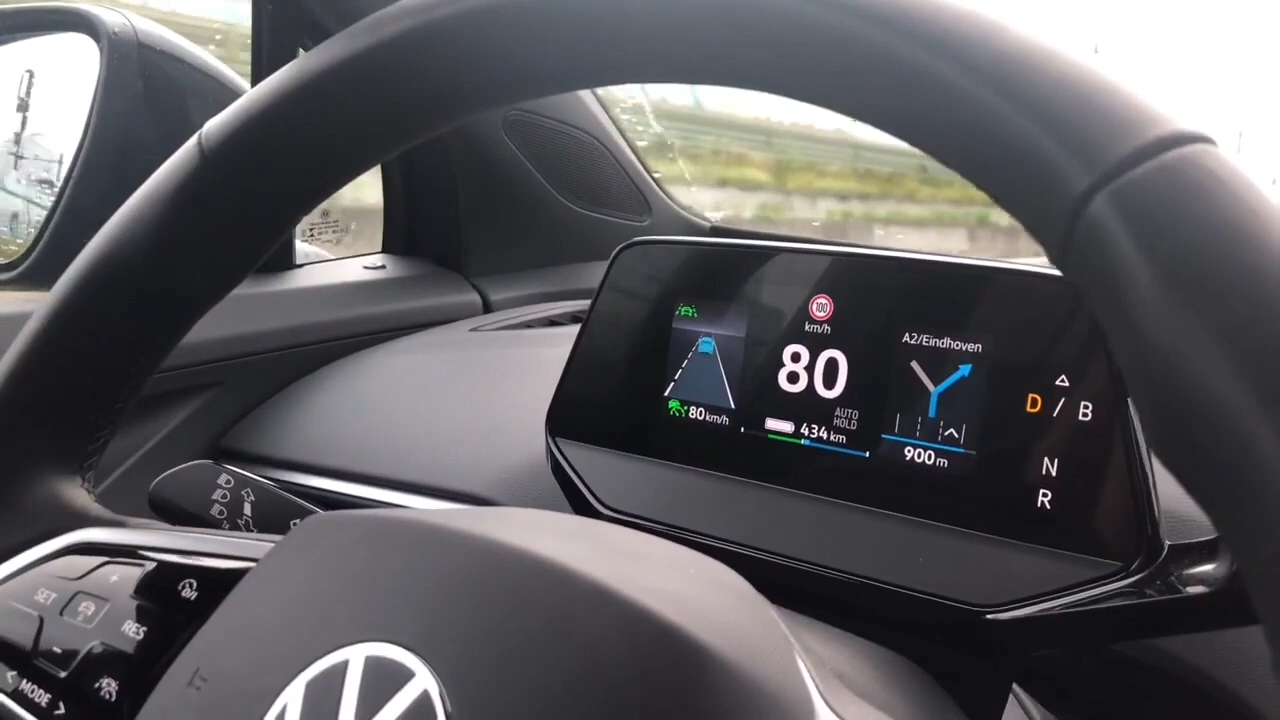 100
km/h
80
A2/Eindhoven
80 km/h
AUTO
HOLD
434 km
900 m
D / B
N
R
SET
RES
MODE